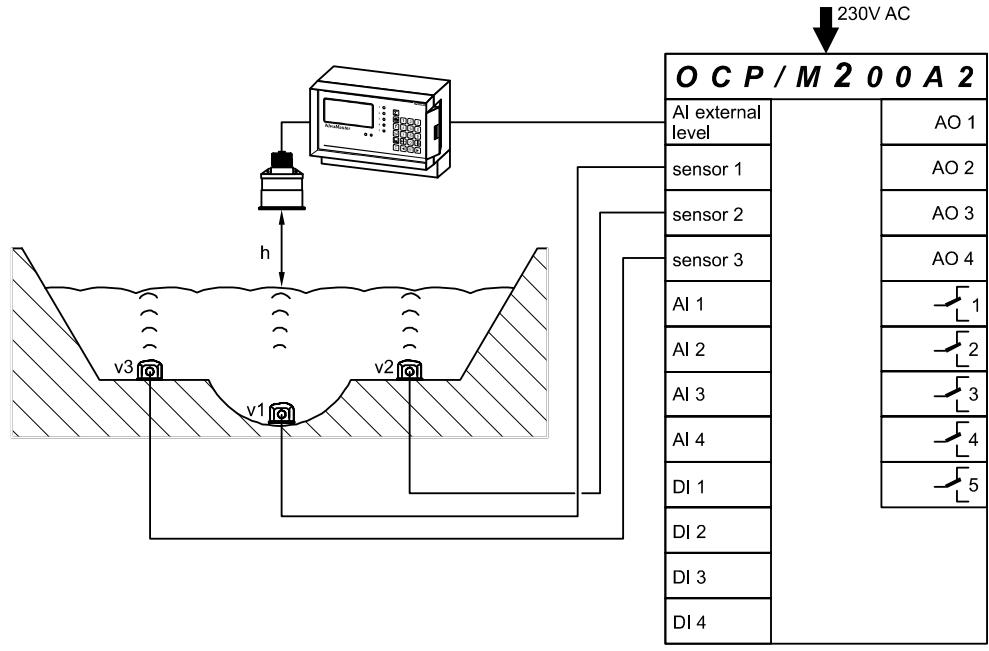 230V AC
OCP/M200A2
AI external
level
AO 1
sensor 1
AO 2
sensor 2
AO 3
sensor 3
AO 4
AI 1
1
AI 2
2
AI 3
3
AI 4
4
DI 1
5
DI 2
DI 3
DI 4
h
v3
v2
v1